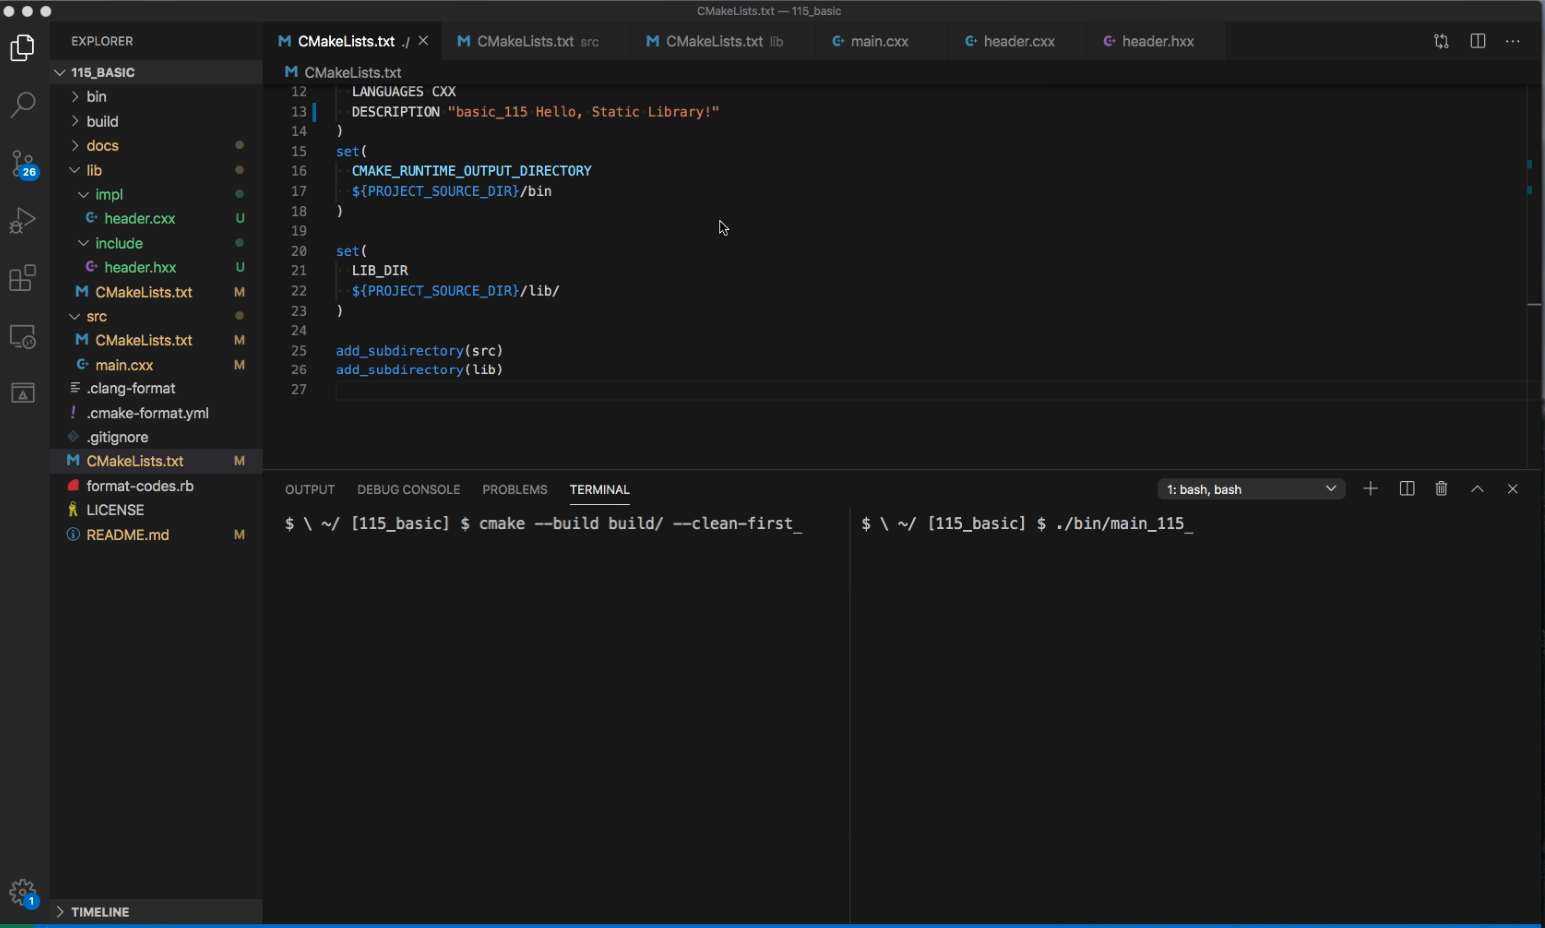 CMakeLists.txt — 115_basic
EXPLORER
115_BASIC
bin
build
docs
lib
impl
header.cxx U
include
header.hxx U
CMakeLists.txt M
src
CMakeLists.txt M
main.cxx M
.clang-format
.cmake-format.yml
.gitignore
CMakeLists.txt M
format-codes.rb
LICENSE
README.md M
TIMELINE
26
1
CMakeLists.txt ./ CMakeLists.txt src CMakeLists.txt lib main.cxx header.cxx header.hxx
CMakeLists.txt
12 LANGUAGES CXX
13 DESCRIPTION "basic_115 Hello, Static Library!"
14 )
15 set(
16 CMAKE_RUNTIME_OUTPUT_DIRECTORY
17 ${PROJECT_SOURCE_DIR}/bin
18 )
19
20 set(
21 LIB_DIR
22 ${PROJECT_SOURCE_DIR}/lib/
23 )
24
25 add_subdirectory(src)
26 add_subdirectory(lib)
27
OUTPUT DEBUG CONSOLE PROBLEMS TERMINAL 1: bash, bash
$ \ ~/ [115_basic] $ cmake --build build/ --clean-first_
$ \ ~/ [115_basic] $ ./bin/main_115_